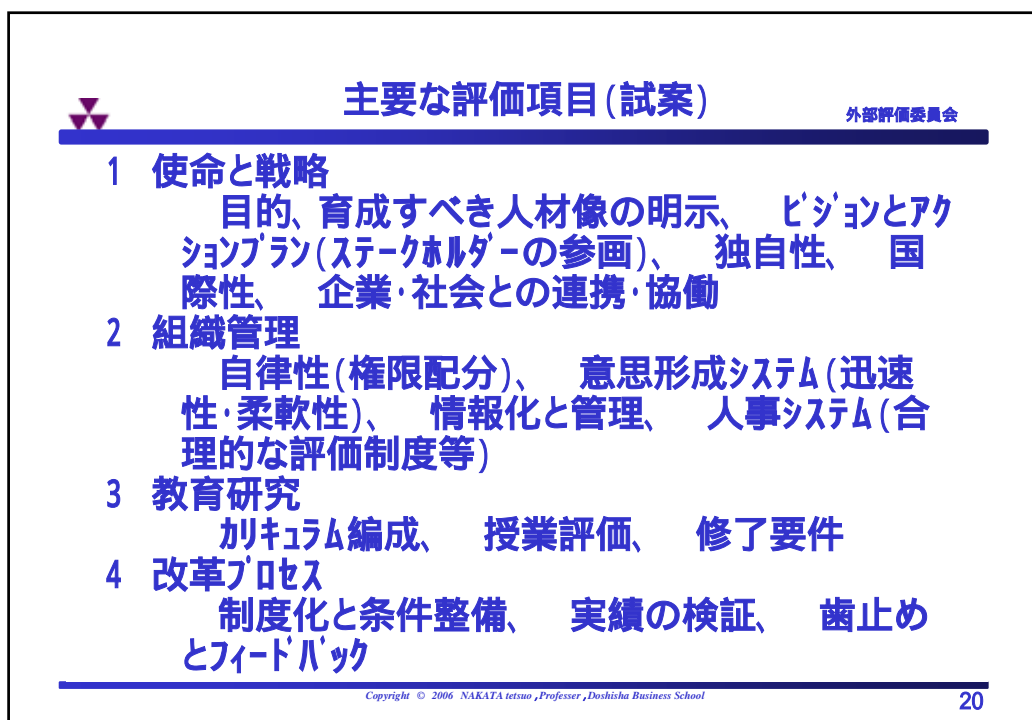 主要な評価項目(試案)
外部評価委員会
1 使命と戦略
目的、育成すべき人材像の明示、 ﾋﾞｼﾞｮﾝとｱｸ
ｼｮﾝﾌﾟﾗﾝ(ｽﾃｰｸﾎﾙﾀﾞｰの参画)、 独自性、 国
際性、 企業･社会との連携･協働
2 組織管理
自律性(権限配分)、 意思形成ｼｽﾃﾑ(迅速
性･柔軟性)、 情報化と管理、 人事ｼｽﾃﾑ(合
理的な評価制度等)
3 教育研究
ｶﾘｷｭﾗﾑ編成、 授業評価、 修了要件
4 改革ﾌﾟﾛｾｽ
制度化と条件整備、 実績の検証、 歯止め
とﾌｨｰﾄﾞﾊﾞｯｸ
Copyright © 2006 NAKATA tetsuo,Professer,Doshisha Business School
20